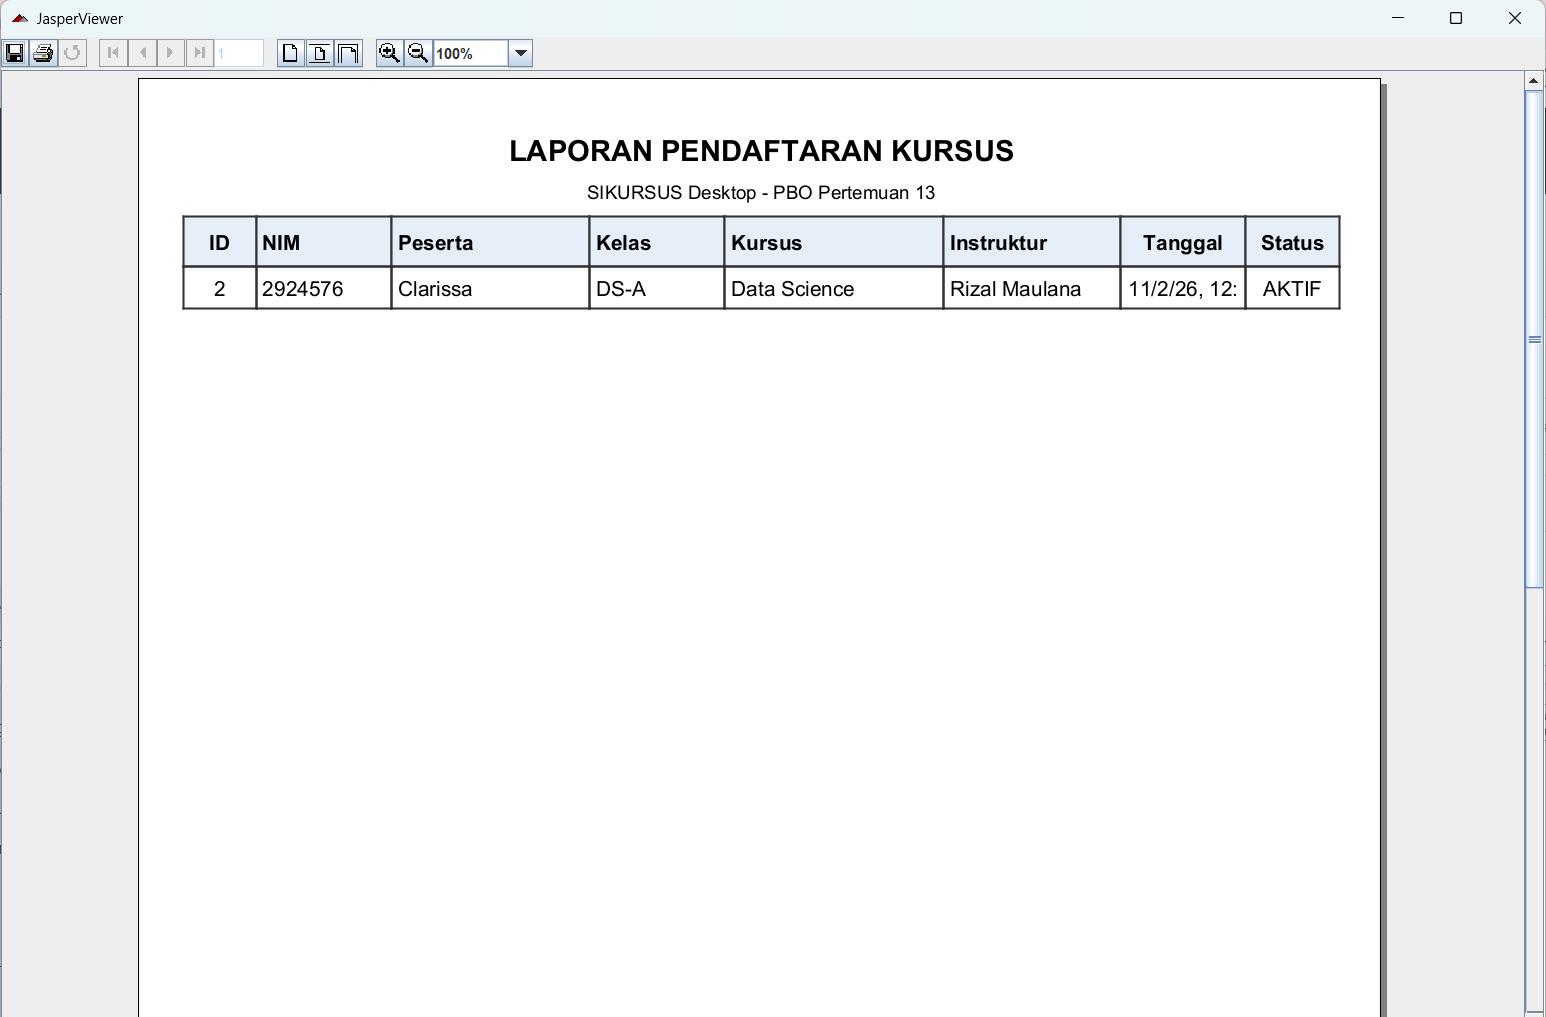 JasperViewer
1
100%
LAPORAN PENDAFTARAN KURSUS
SIKURSUS Desktop - PBO Pertemuan 13
ID NIM Peserta Kelas Kursus Instruktur Tanggal Status
2 2924576 Clarissa DS-A Data Science Rizal Maulana 11/2/26, 12: AKTIF